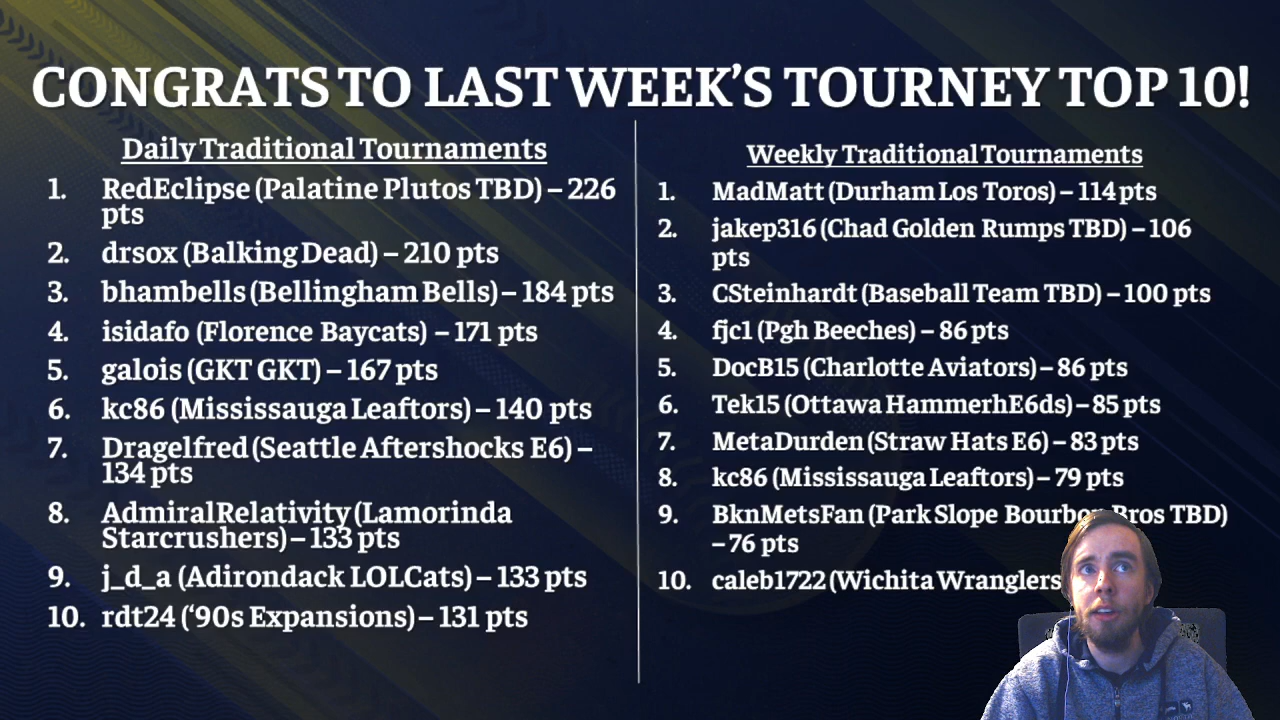 CONGRATS TO LAST WEEK’S TOURNEY TOP 10!
Daily Traditional Tournaments
1. RedEclipse (Palatine Plutos TBD) – 226
pts
2. drsox (Balking Dead) – 210 pts
3. bhambells (Bellingham Bells) – 184 pts
4. isidafo (Florence Baycats) – 171 pts
5. galois (GKT GKT) – 167 pts
6. kc86 (Mississauga Leaftors) – 140 pts
7. Dragelfred (Seattle Aftershocks E6) –
134 pts
8. AdmiralRelativity (Lamorinda
Starcrushers) – 133 pts
9. j_d_a (Adirondack LOLCats) – 133 pts
10. rdt24 (‘90s Expansions) – 131 pts
Weekly Traditional Tournaments
1. MadMatt (Durham Los Toros) – 114 pts
2. jakep316 (Chad Golden Rumps TBD) – 106
pts
3. CSteinhardt (Baseball Team TBD) – 100 pts
4. fjc1 (Pgh Beeches) – 86 pts
5. DocB15 (Charlotte Aviators) – 86 pts
6. Tek15 (Ottawa HammerhE6ds) – 85 pts
7. MetaDurden (Straw Hats E6) – 83 pts
8. kc86 (Mississauga Leaftors) – 79 pts
9. BknMetsFan (Park Slope Bourbon Bros TBD)
– 76 pts
10. caleb1722 (Wichita Wranglers